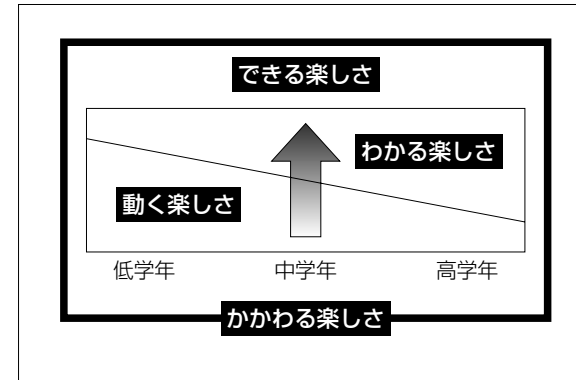 できる楽しさ
わかる楽しさ
動く楽しさ
低学年 中学年 高学年
かかわる楽しさ